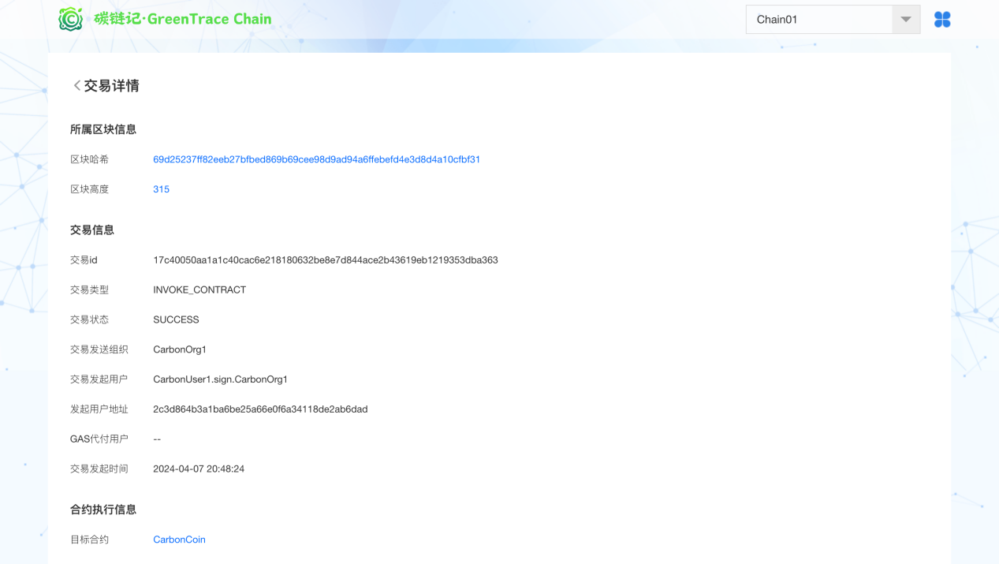 碳链记·GreenTrace Chain
Chain01
交易详情
所属区块信息
区块哈希 69d25237ff82eeb27bfbed869b69cee98d9ad94a6ffebefd4e3d8d4a10cfbf31
区块高度 315
交易信息
交易id 17c40050aa1a1c40cac6e218180632be8e7d844ace2b43619eb1219353dba363
交易类型 INVOKE_CONTRACT
交易状态 SUCCESS
交易发送组织 CarbonOrg1
交易发起用户 CarbonUser1.sign.CarbonOrg1
发起用户地址 2c3d864b3a1ba6be25a66e0f6a34118de2ab6dad
GAS代付用户 --
交易发起时间 2024-04-07 20:48:24
合约执行信息
目标合约 CarbonCoin